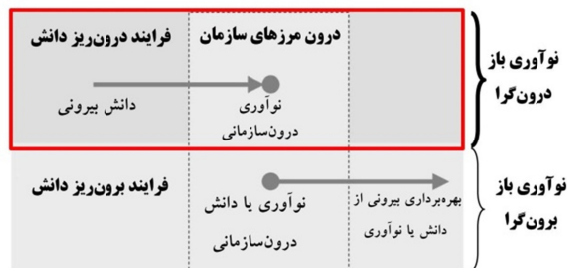 فرایند درون‌ریز دانش
درون مرزهای سازمان
نوآوری باز
درون‌گرا
دانش بیرونی
نوآوری
درون‌سازمانی
فرایند برون‌ریز دانش
نوآوری یا دانش
درون‌سازمانی
بهره‌برداری بیرونی از
دانش یا نوآوری
نوآوری باز
برون‌گرا